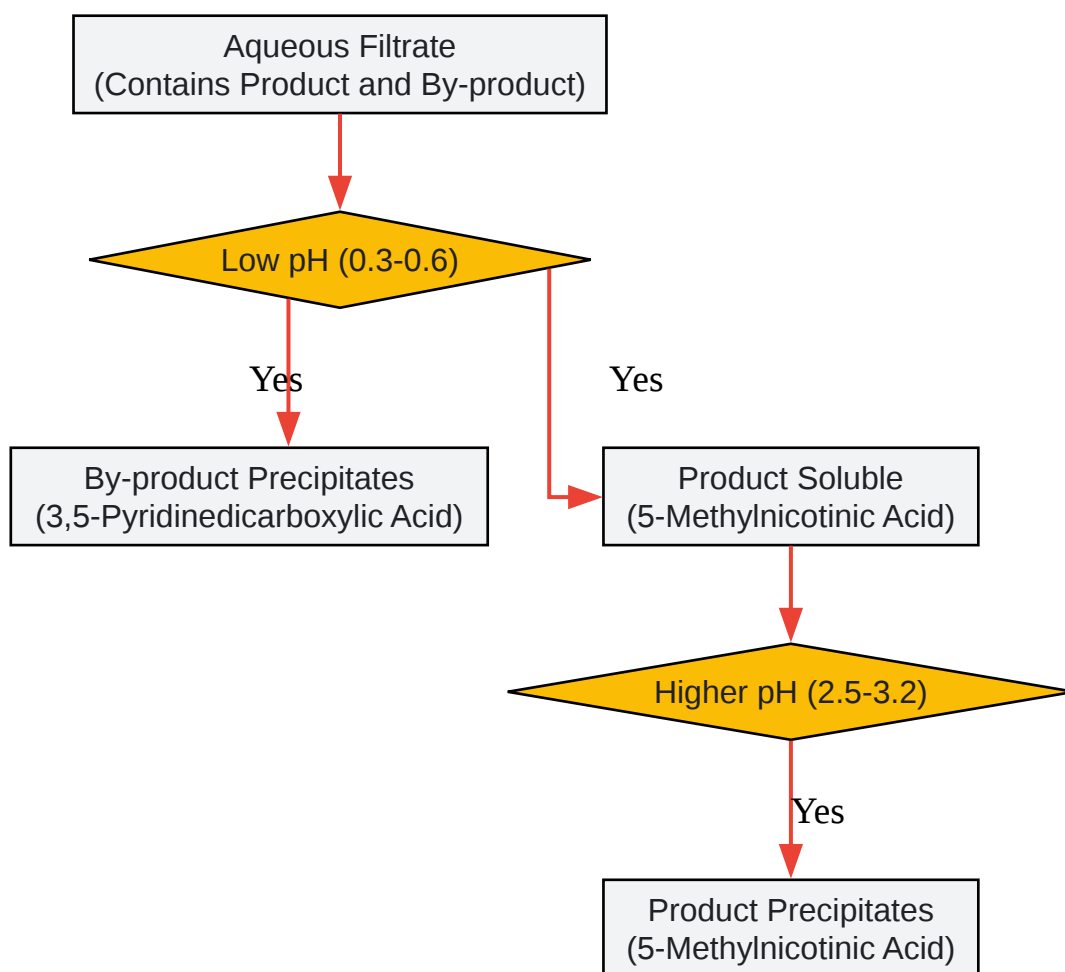 Aqueous Filtrate
(Contains Product and By-product)
Low pH (0.3-0.6)
Yes
Yes
By-product Precipitates
(3,5-Pyridinedicarboxylic Acid)
Product Soluble
(5-Methylnicotinic Acid)
Higher pH (2.5-3.2)
Yes
Product Precipitates
(5-Methylnicotinic Acid)